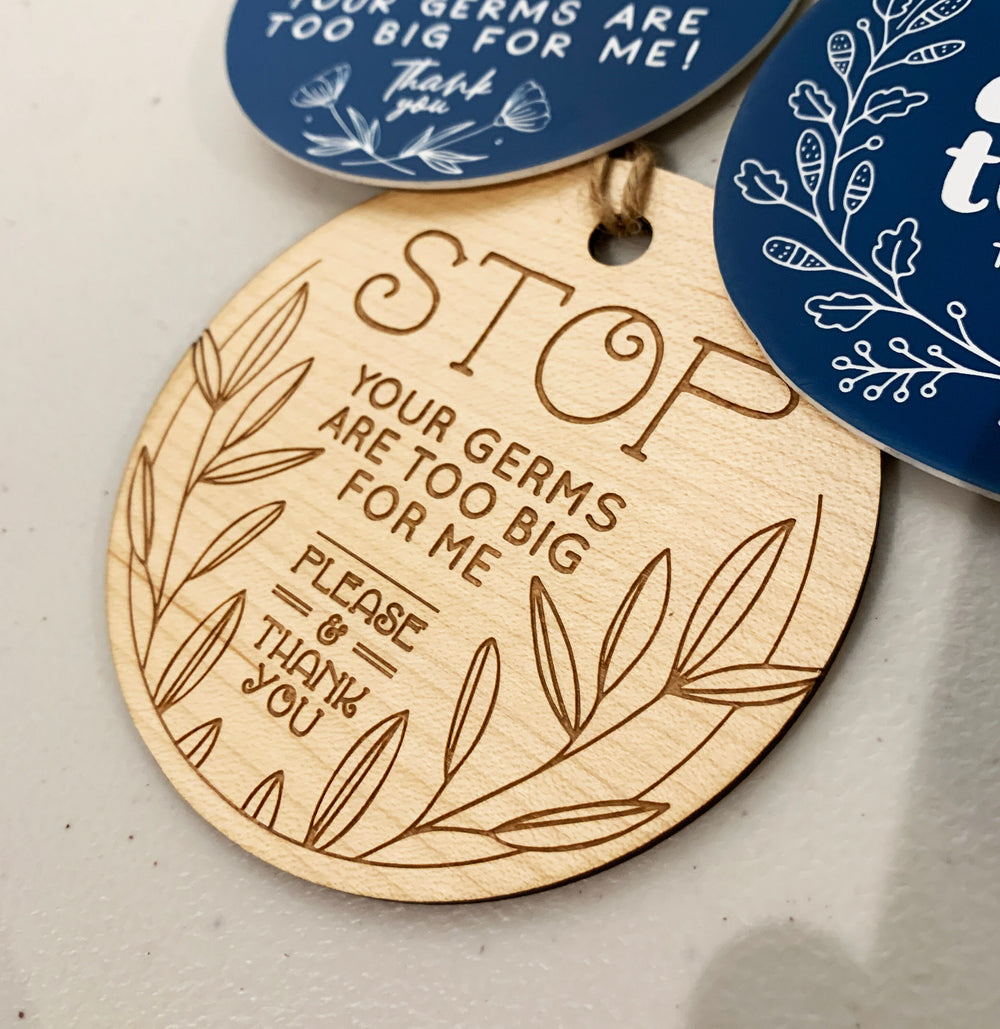 YOUR GERMS ARE
TOO BIG FOR ME!
Thank
you
STOP
YOUR GERMS
ARE TOO BIG
FOR ME
PLEASE
&
THANK
YOU